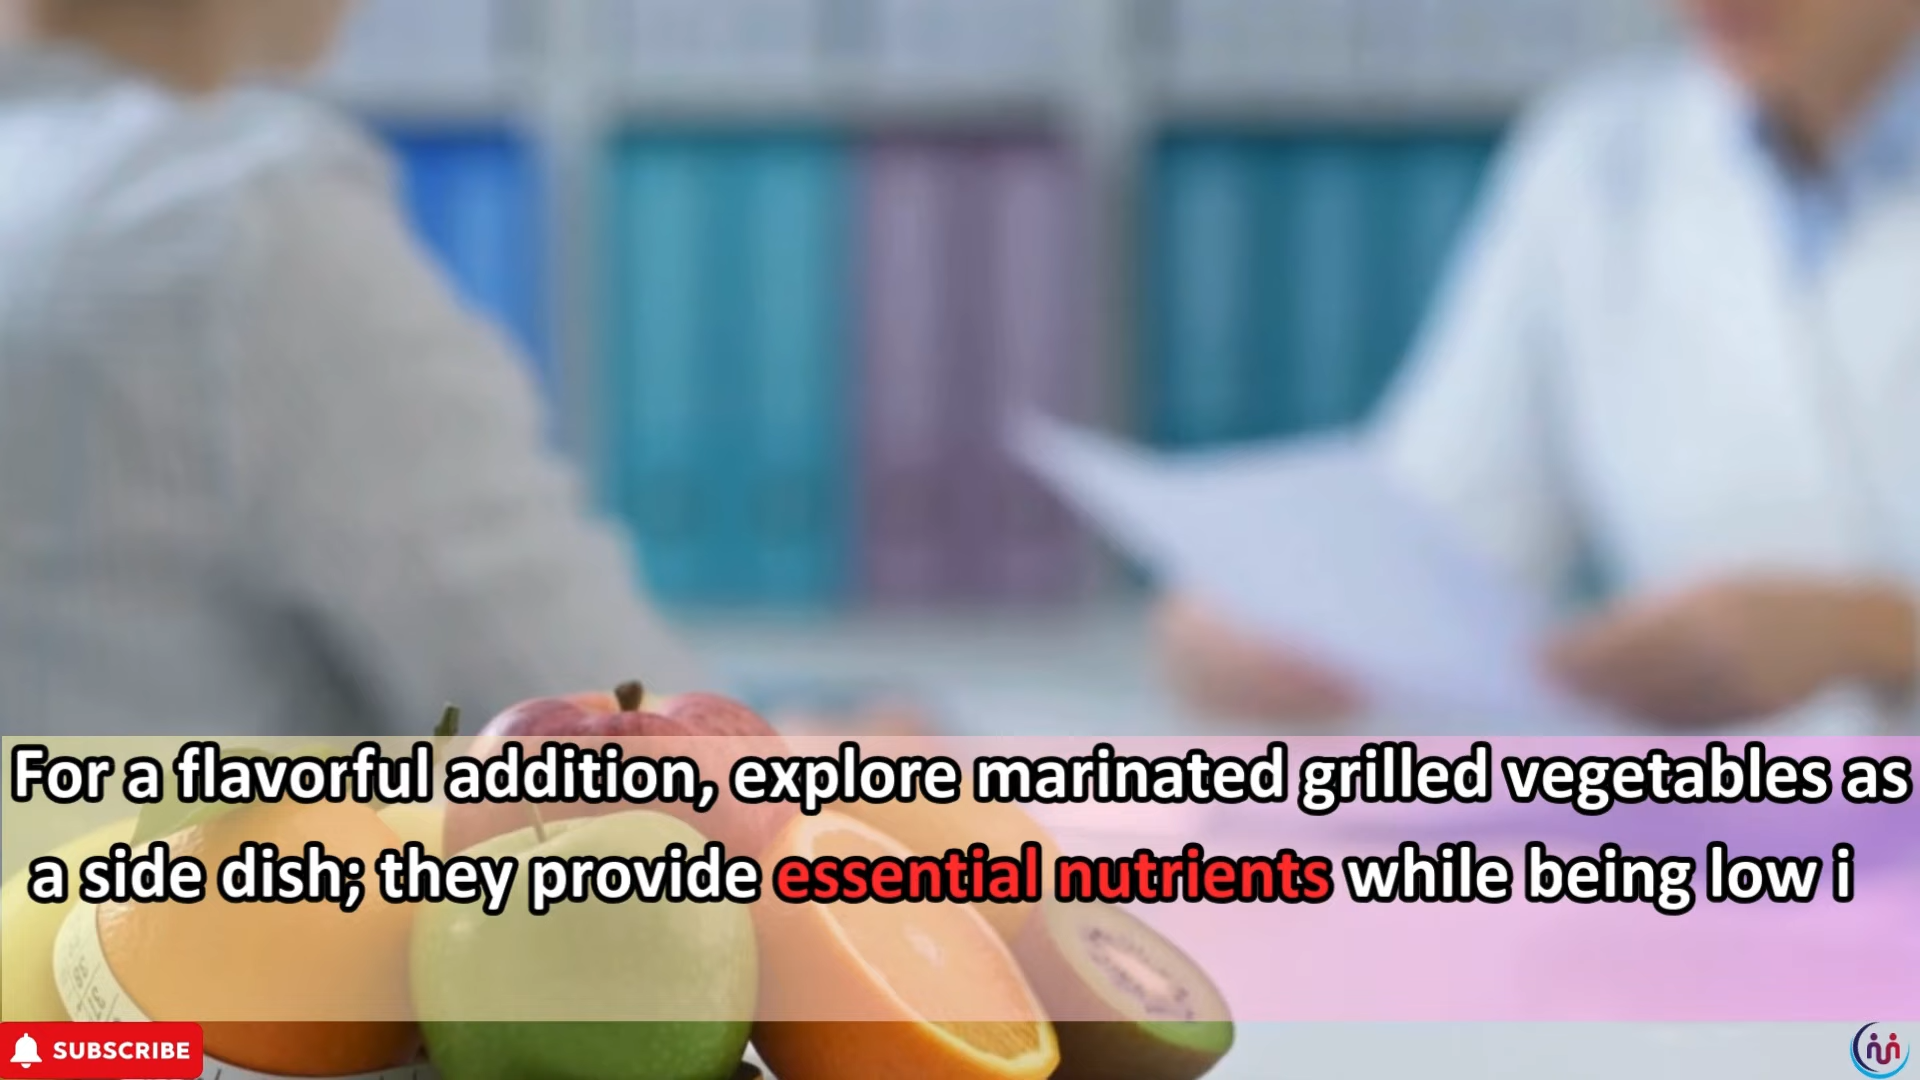 For a flavorful addition, explore marinated grilled vegetables as
a side dish; they provide essential nutrients while being low i
SUBSCRIBE